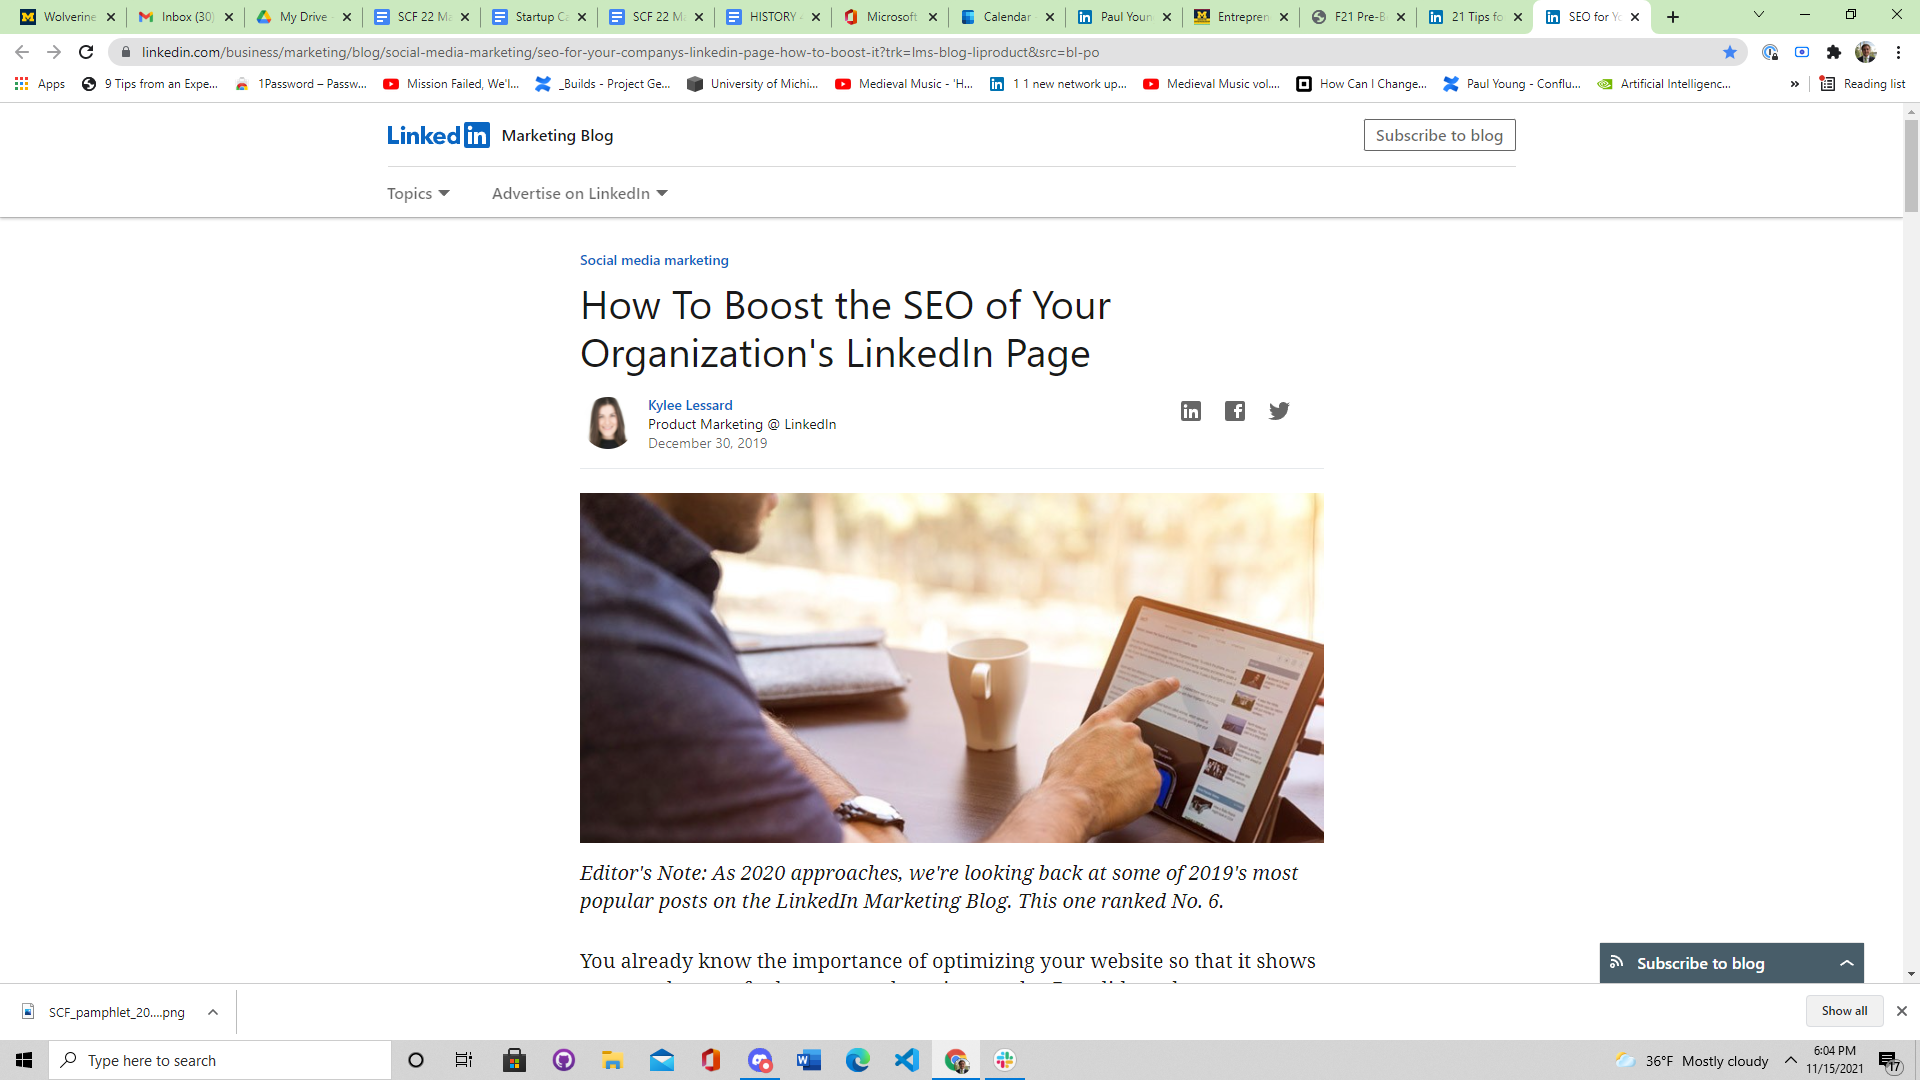 Wolverine
Inbox (30)
My Drive
SCF 22 Ma
Startup Ca
SCF 22 Ma
HISTORY
Microsoft
Calendar
Paul Youn
Entrepren
F21 Pre-B
21 Tips fo
SEO for Yo
linkedin.com/business/marketing/blog/social-media-marketing/seo-for-your-companys-linkedin-page-how-to-boost-it?trk=lms-blog-liproduct&src=bl-po
Apps
9 Tips from an Expe...
1Password – Passw...
Mission Failed, We'l...
_Builds - Project Ge...
University of Michi...
Medieval Music - 'H...
1 1 new network up...
Medieval Music vol....
How Can I Change...
Paul Young - Conflu...
Artificial Intelligenc...
»
Reading list
LinkedIn Marketing Blog
Subscribe to blog
Topics
Advertise on LinkedIn
Social media marketing
How To Boost the SEO of Your
Organization's LinkedIn Page
Kylee Lessard
Product Marketing @ LinkedIn
December 30, 2019
Editor's Note: As 2020 approaches, we're looking back at some of 2019's most
popular posts on the LinkedIn Marketing Blog. This one ranked No. 6.
You already know the importance of optimizing your website so that it shows
Subscribe to blog
SCF_pamphlet_20....png
Show all
Type here to search
36°F Mostly cloudy
6:04 PM
11/15/2021
17